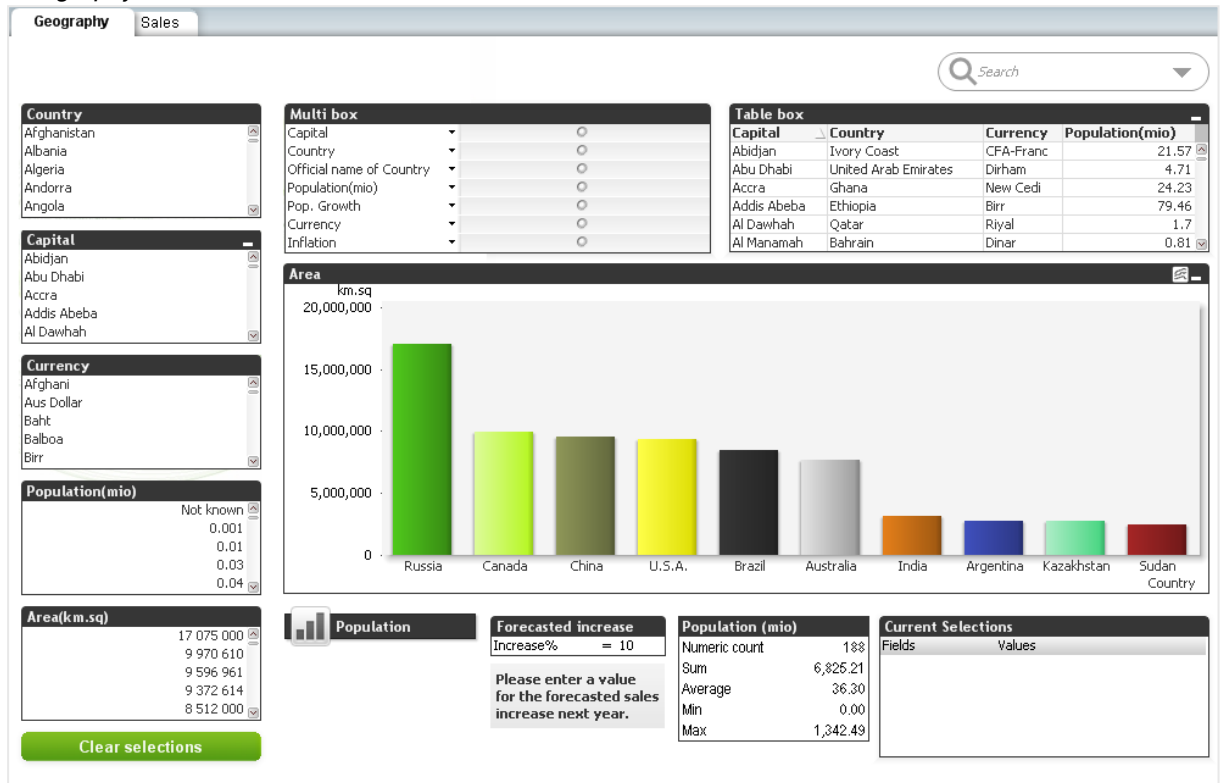 Geography Sales
Search
Country
Afghanistan
Albania
Algeria
Andorra
Angola
Capital
Abidjan
Abu Dhabi
Accra
Addis Abeba
Al Dawhah
Currency
Afghani
Aus Dollar
Baht
Balboa
Birr
Population(mio)
Not known
0.001
0.01
0.03
0.04
Area(km.sq)
17 075 000
9 970 610
9 596 961
9 372 614
8 512 000
Clear selections
Multi box
Capital
Country
Official name of Country
Population(mio)
Pop. Growth
Currency
Inflation
Table box
Capital Country Currency Population(mio)
Abidjan Ivory Coast CFA-Franc 21.57
Abu Dhabi United Arab Emirates Dirham 4.71
Accra Ghana New Cedi 24.23
Addis Abeba Ethiopia Birr 79.46
Al Dawhah Qatar Riyal 1.7
Al Manamah Bahrain Dinar 0.81
Area
km.sq
20,000,000
15,000,000
10,000,000
5,000,000
0
Russia Canada China U.S.A. Brazil Australia India Argentina Kazakhstan Sudan
Country
Population
Forecasted increase
Increase% = 10
Please enter a value
for the forecasted sales
increase next year.
Population (mio)
Numeric count 188
Sum 6,825.21
Average 36.30
Min 0.00
Max 1,342.49
Current Selections
Fields Values